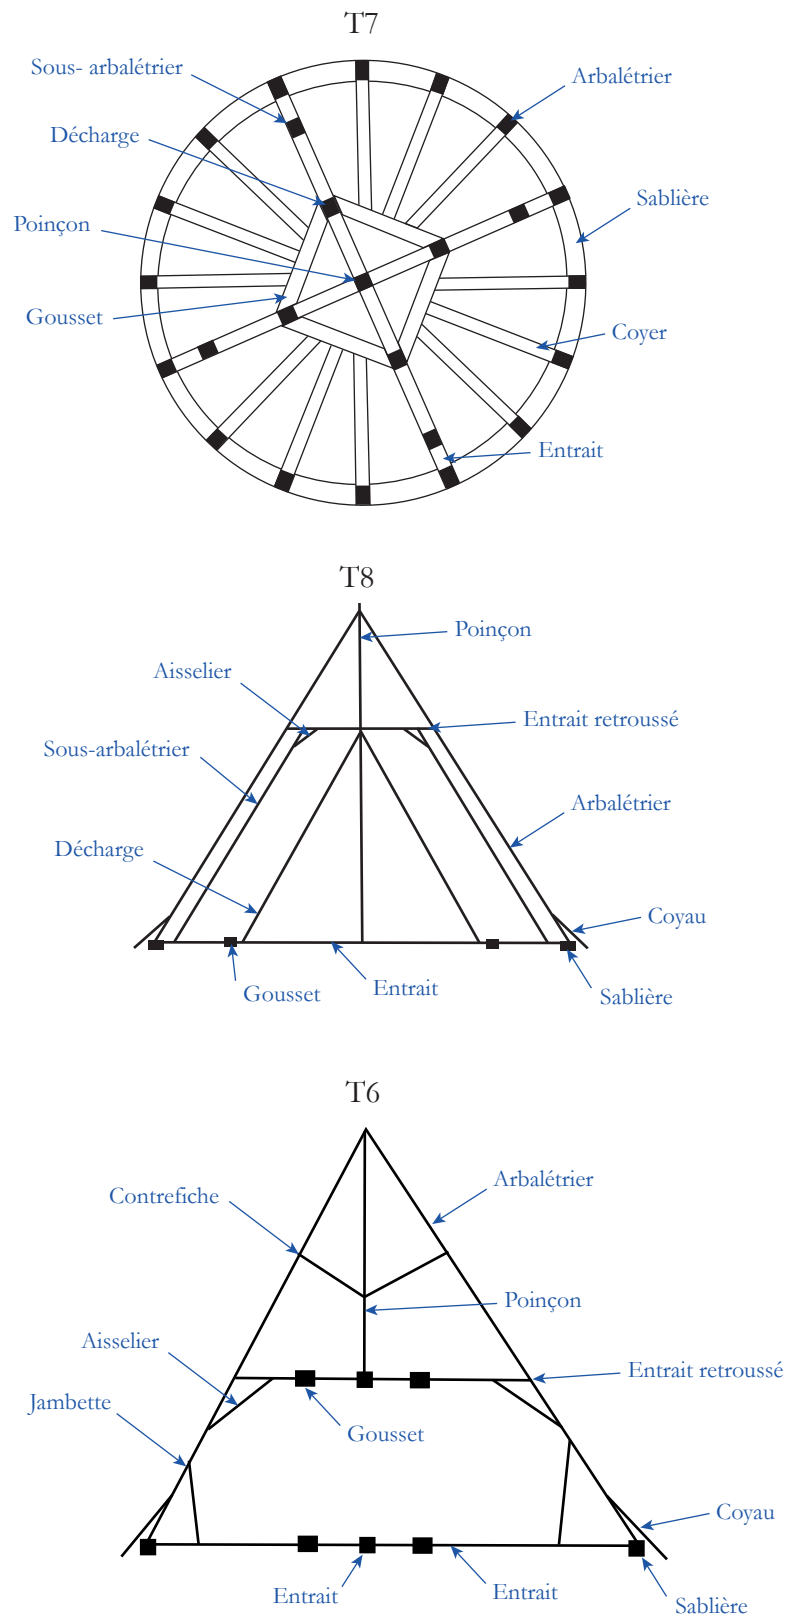 T7
Sous- arbalétrier
Arbalétrier
Décharge
Sablière
Poinçon
Gousset
Coyer
Entrait
T8
Poinçon
Aisselier
Entrait retroussé
Sous-arbalétrier
Arbalétrier
Décharge
Coyau
Entrait
Gousset
Sablière
T6
Arbalétrier
Contrefiche
Poinçon
Aisselier
Entrait retroussé
Jambette
Gousset
Coyau
Entrait
Entrait
Sablière